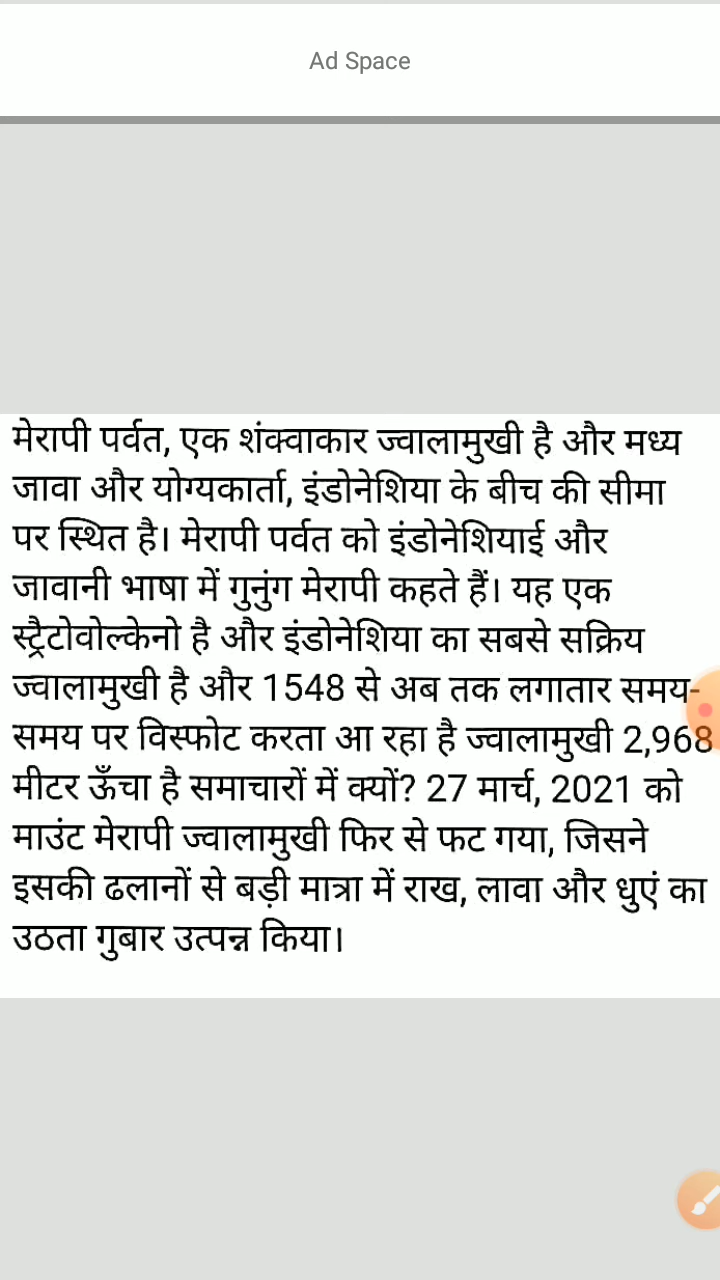 Ad Space
मेरापी पर्वत, एक शंक्वाकार ज्वालामुखी है और मध्य
जावा और योग्यकार्ता, इंडोनेशिया के बीच की सीमा
पर स्थित है। मेरापी पर्वत को इंडोनेशियाई और
जावानी भाषा में गुनुंग मेरापी कहते हैं। यह एक
स्ट्रैटोवोल्केनो है और इंडोनेशिया का सबसे सक्रिय
ज्वालामुखी है और 1548 से अब तक लगातार समय-
समय पर विस्फोट करता आ रहा है ज्वालामुखी 2,968
मीटर ऊँचा है समाचारों में क्यों? 27 मार्च, 2021 को
माउंट मेरापी ज्वालामुखी फिर से फट गया, जिसने
इसकी ढलानों से बड़ी मात्रा में राख, लावा और धुएं का
उठता गुबार उत्पन्न किया।